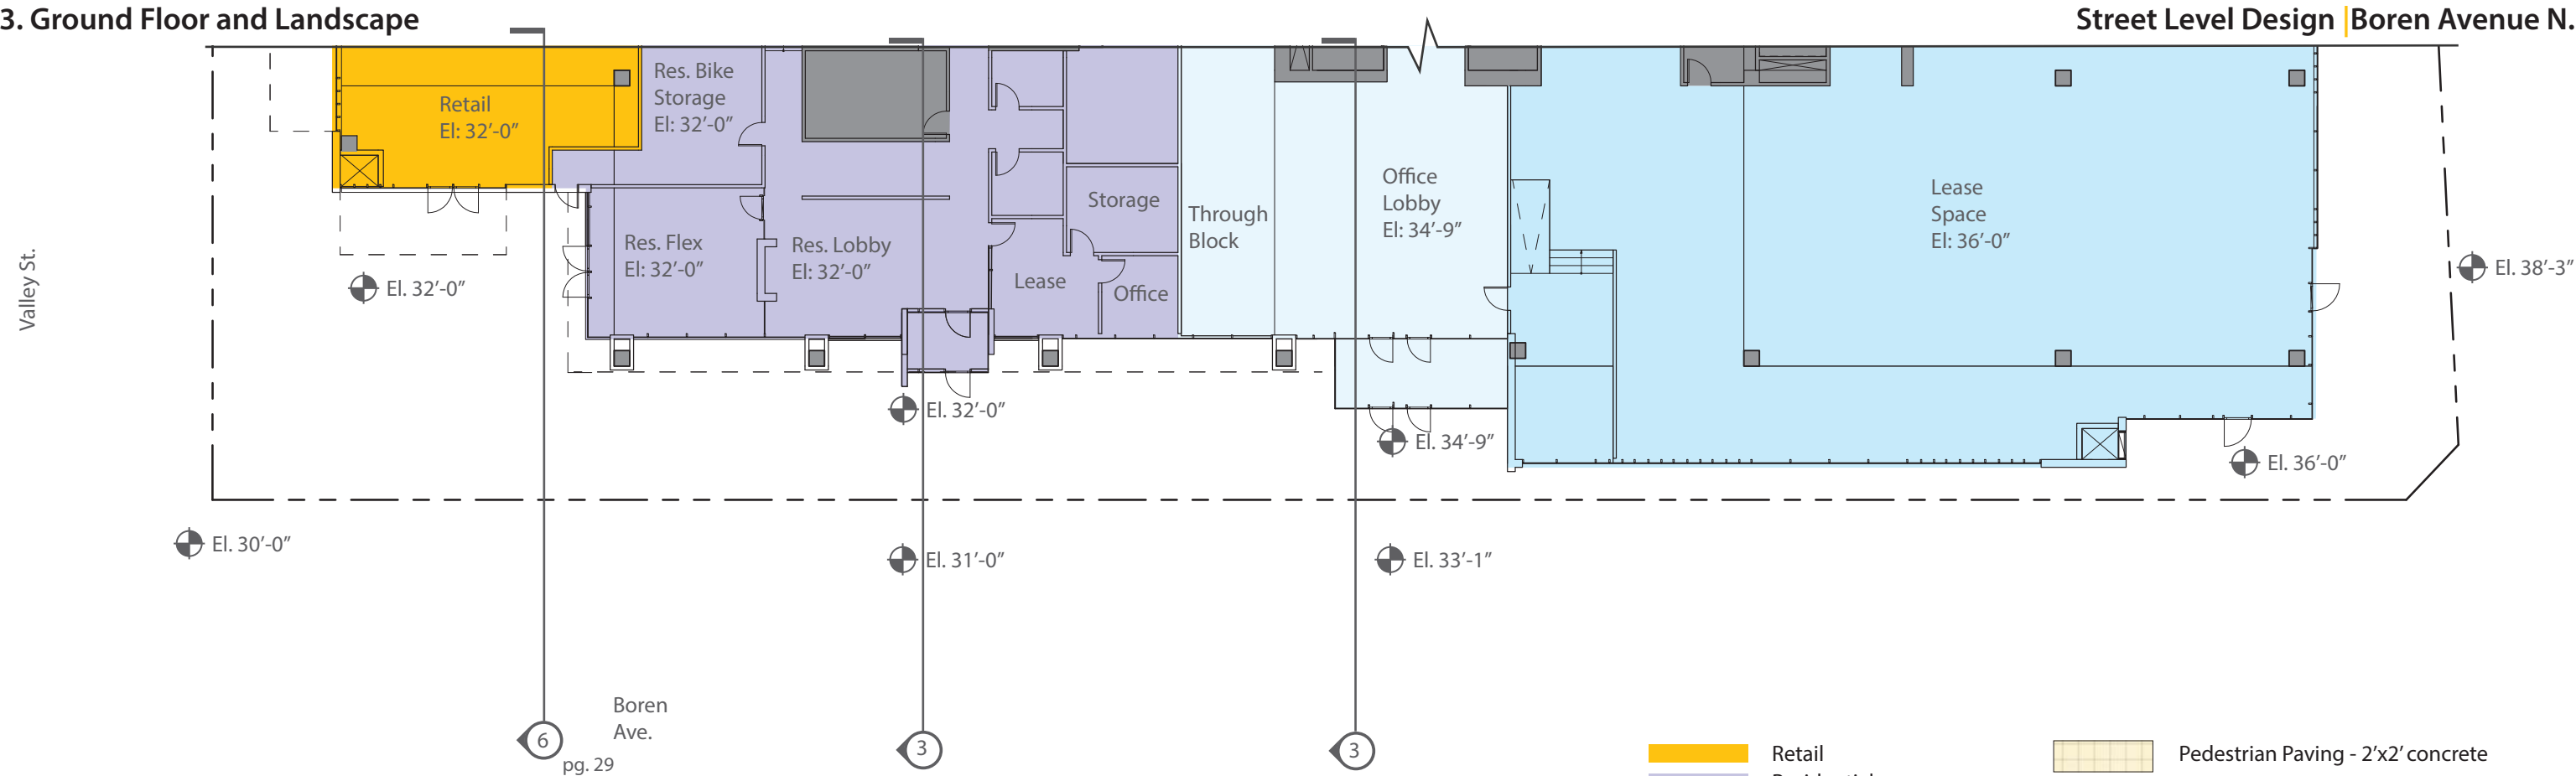 3. Ground Floor and Landscape
Street Level Design | Boren Avenue N.
Retail
El: 32’-0”
Res. Bike
Storage
El: 32’-0”
Res. Flex
El: 32’-0”
Res. Lobby
El: 32’-0”
Storage
Lease
Office
Through
Block
Office
Lobby
El: 34’-9”
Lease
Space
El: 36’-0”
Valley St.
El. 32’-0”
El. 38’-3”
El. 32’-0”
El. 34’-9”
El. 36’-0”
El. 30’-0”
El. 31’-0”
El. 33’-1”
Boren
Ave.
6
pg. 29
3
3
Retail
Pedestrian Paving - 2’x2’ concrete